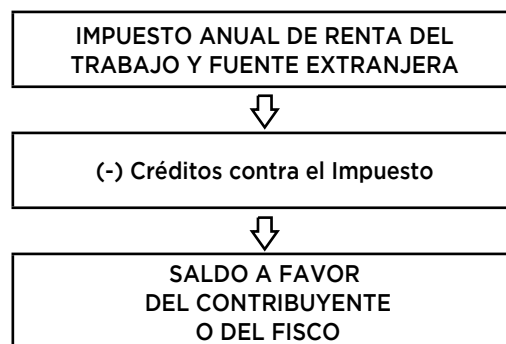 IMPUESTO ANUAL DE RENTA DEL
TRABAJO Y FUENTE EXTRANJERA
(-) Créditos contra el Impuesto
SALDO A FAVOR
DEL CONTRIBUYENTE
O DEL FISCO